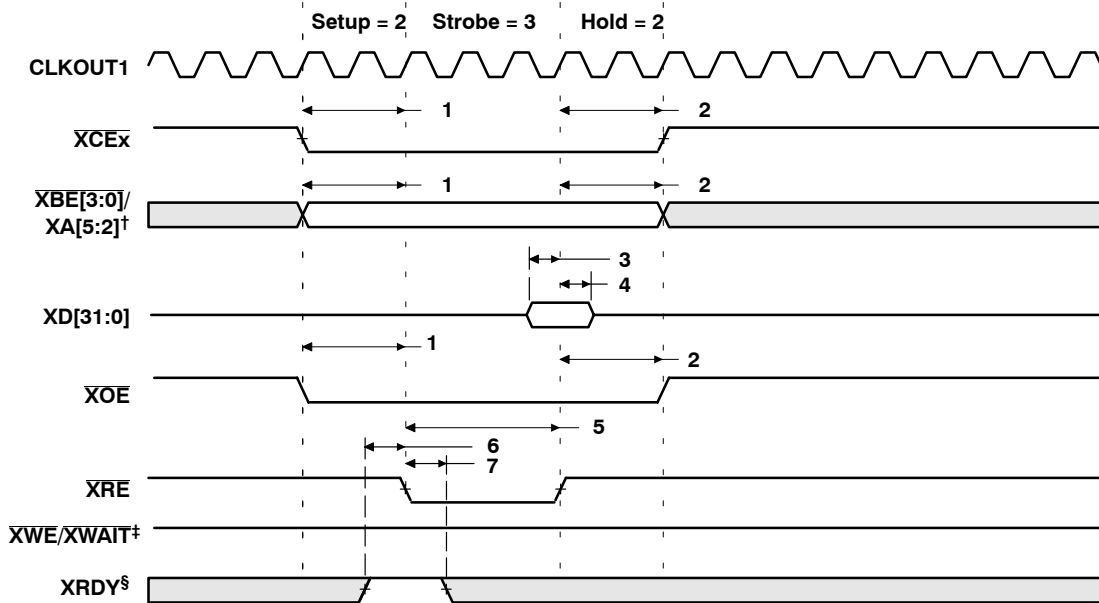 Setup = 2 Strobe = 3 Hold = 2
CLKOUT1
1 2
XCEx
1 2
XBE[3:0]/
XA[5:2]†
3
4
XD[31:0]
1
2
XOE
5
6
7
XRE
XWE/XWAIT‡
XRDY§